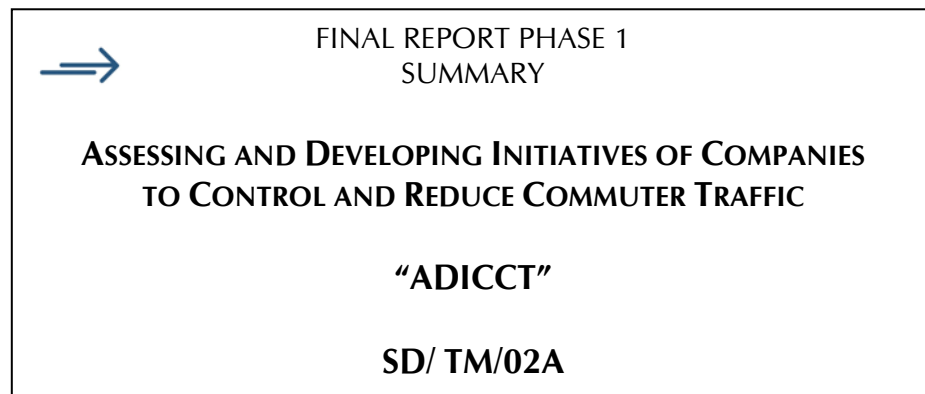 FINAL REPORT PHASE 1
SUMMARY
ASSESSING AND DEVELOPING INITIATIVES OF COMPANIES
TO CONTROL AND REDUCE COMMUTER TRAFFIC
“ADICCT”
SD/ TM/02A